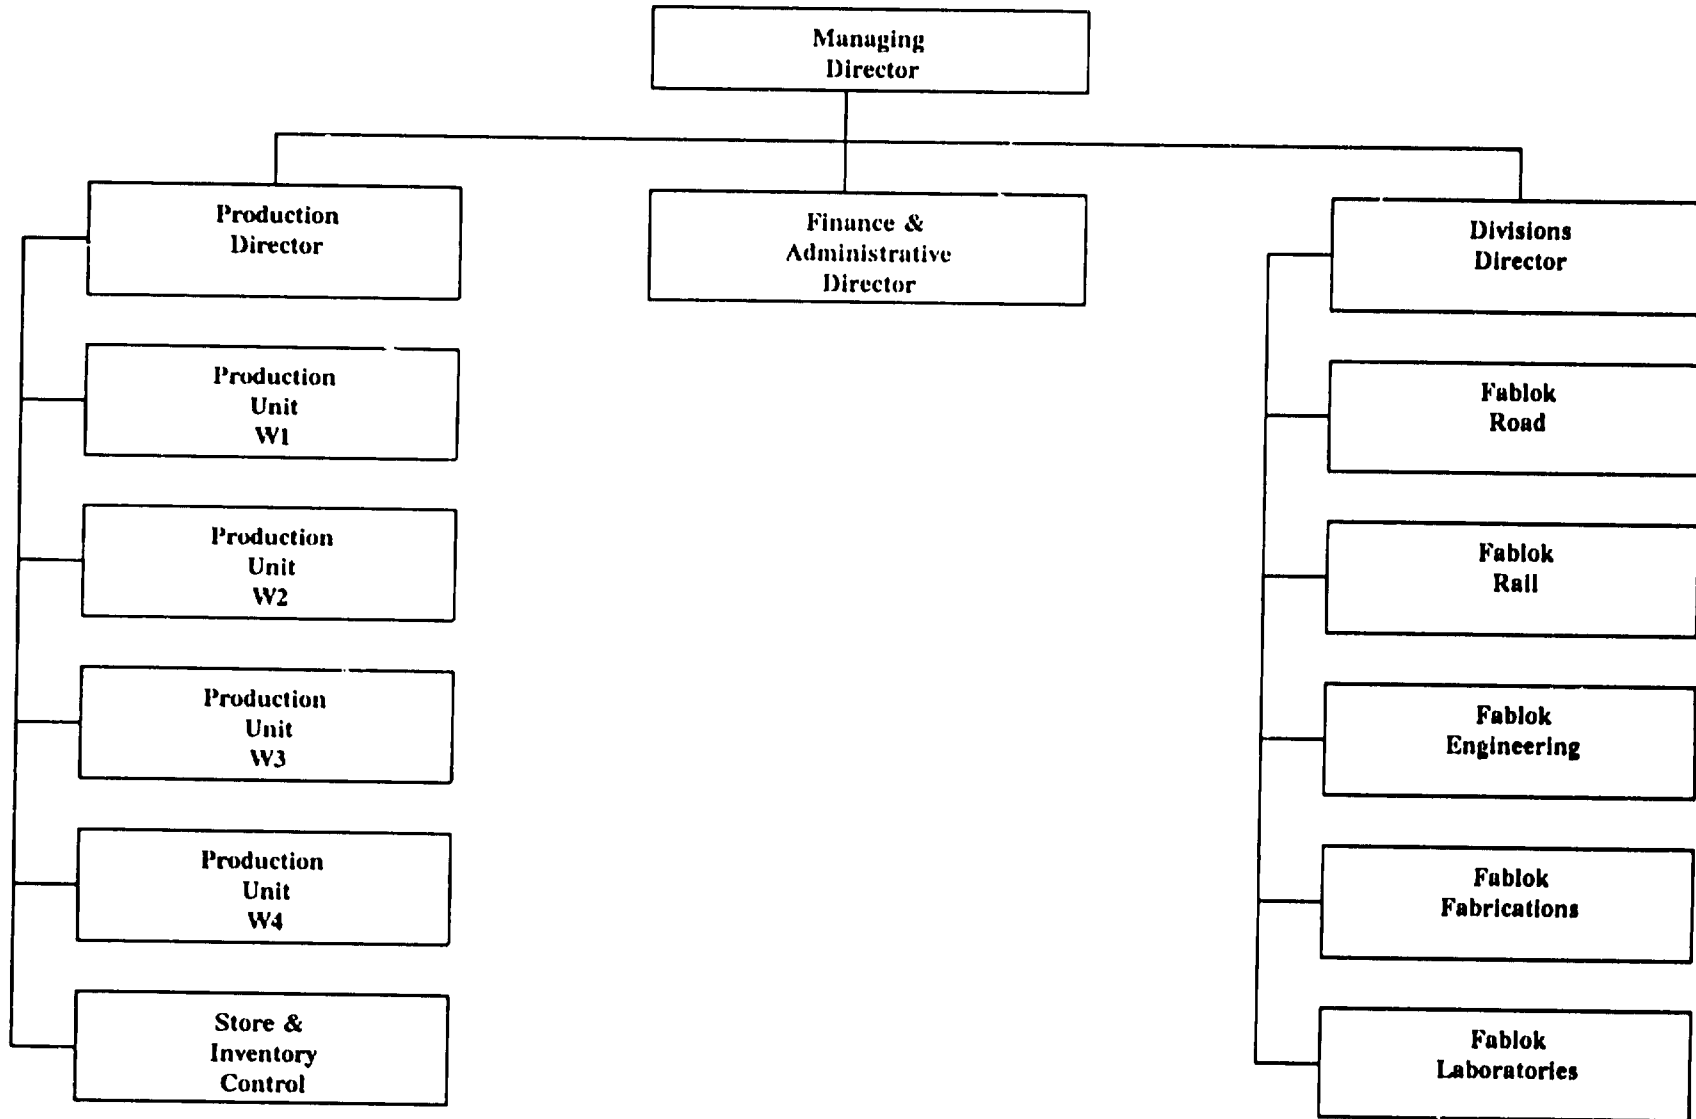 Managing
Director
Production
Director
Finance &
Administrative
Director
Divisions
Director
Production
Unit
W1
Production
Unit
W2
Production
Unit
W3
Production
Unit
W4
Store &
Inventory
Control
Fablok
Road
Fablok
Rail
Fablok
Engineering
Fablok
Fabrications
Fablok
Laboratories